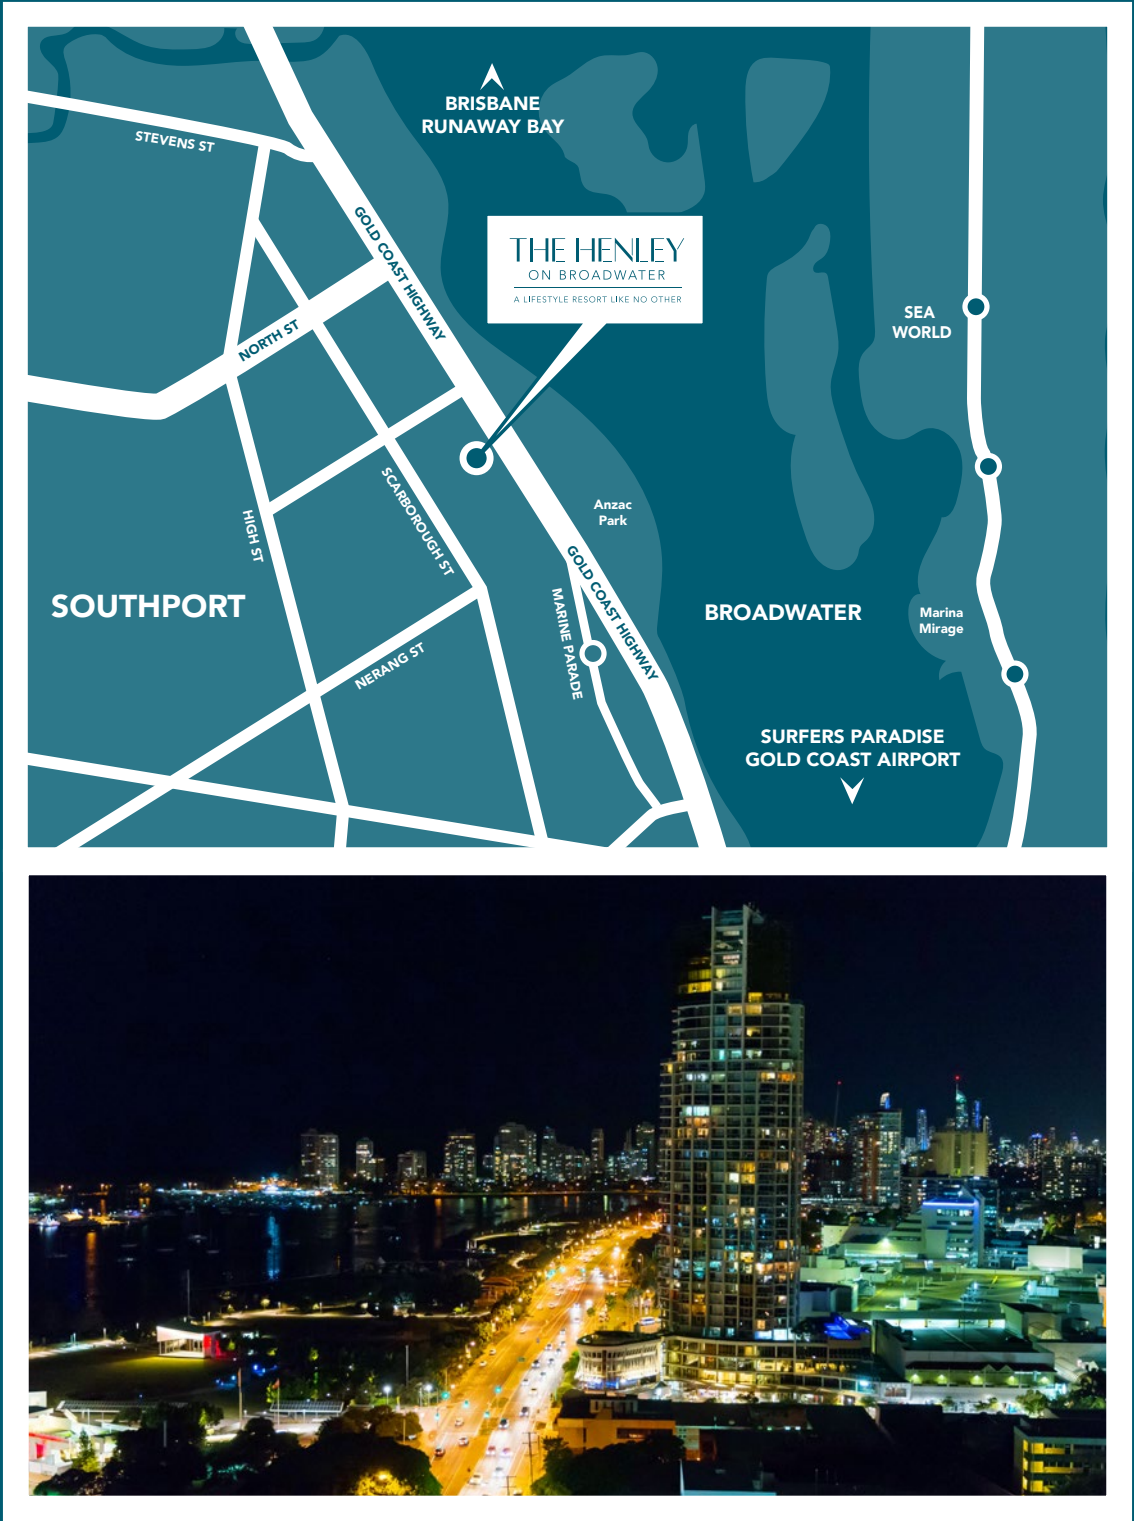 BRISBANE
RUNAWAY BAY
STEVENS ST
GOLD COAST HIGHWAY
THE HENLEY
ON BROADWATER
A LIFESTYLE RESORT LIKE NO OTHER
NORTH ST
SEA
WORLD
SCARBOROUGH ST
HIGH ST
Anzac
Park
GOLD COAST HIGHWAY
SOUTHPORT
MARINE PARADE
BROADWATER
Marina
Mirage
NERANG ST
SURFERS PARADISE
GOLD COAST AIRPORT